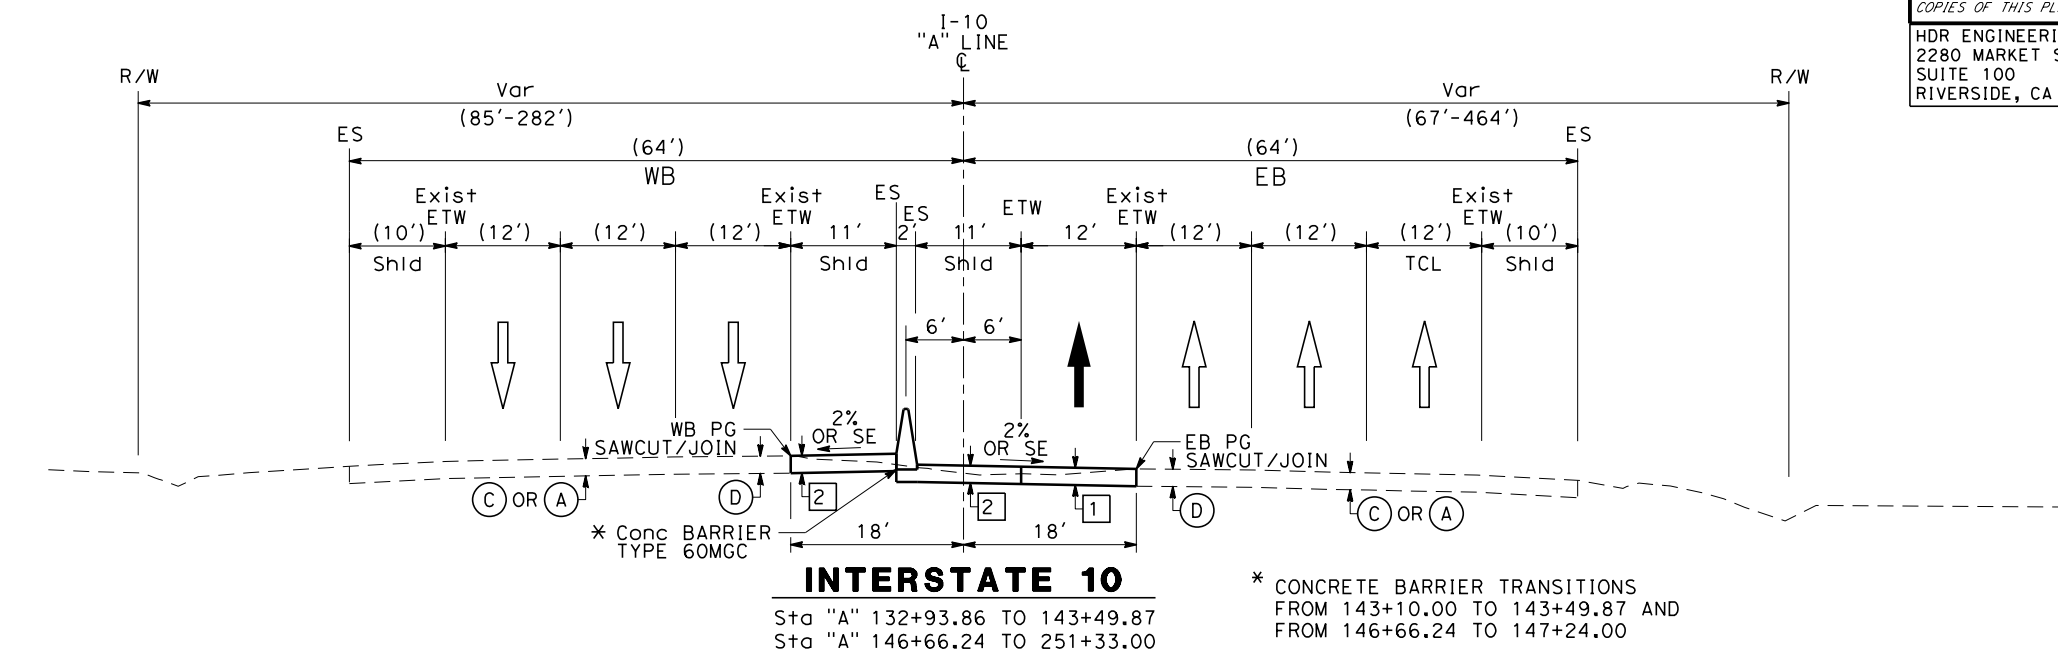 COPIES OF THIS PL
HDR ENGINEERI
2280 MARKET S
SUITE 100
RIVERSIDE, CA
I-10
"A" LINE
℄
R/W
R/W
Var
(85'-282')
Var
(67'-464')
ES
ES
(64')
WB
(64')
EB
Exist
ETW
Exist
ETW
ES
ES
ETW
Exist
ETW
Exist
ETW
(10')
(12')
(12')
(12')
11'
2'
11'
12'
(12')
(12')
(12')
(10')
Shld
Shld
Shld
TCL
Shld
6'
6'
WB PG
SAWCUT/JOIN
2%
OR SE
2%
OR SE
EB PG
SAWCUT/JOIN
C OR A
D
2
2
1
D
C OR A
* Conc BARRIER
TYPE 60MGC
18'
18'
INTERSTATE 10
Sta "A" 132+93.86 TO 143+49.87
Sta "A" 146+66.24 TO 251+33.00
* CONCRETE BARRIER TRANSITIONS
FROM 143+10.00 TO 143+49.87 AND
FROM 146+66.24 TO 147+24.00